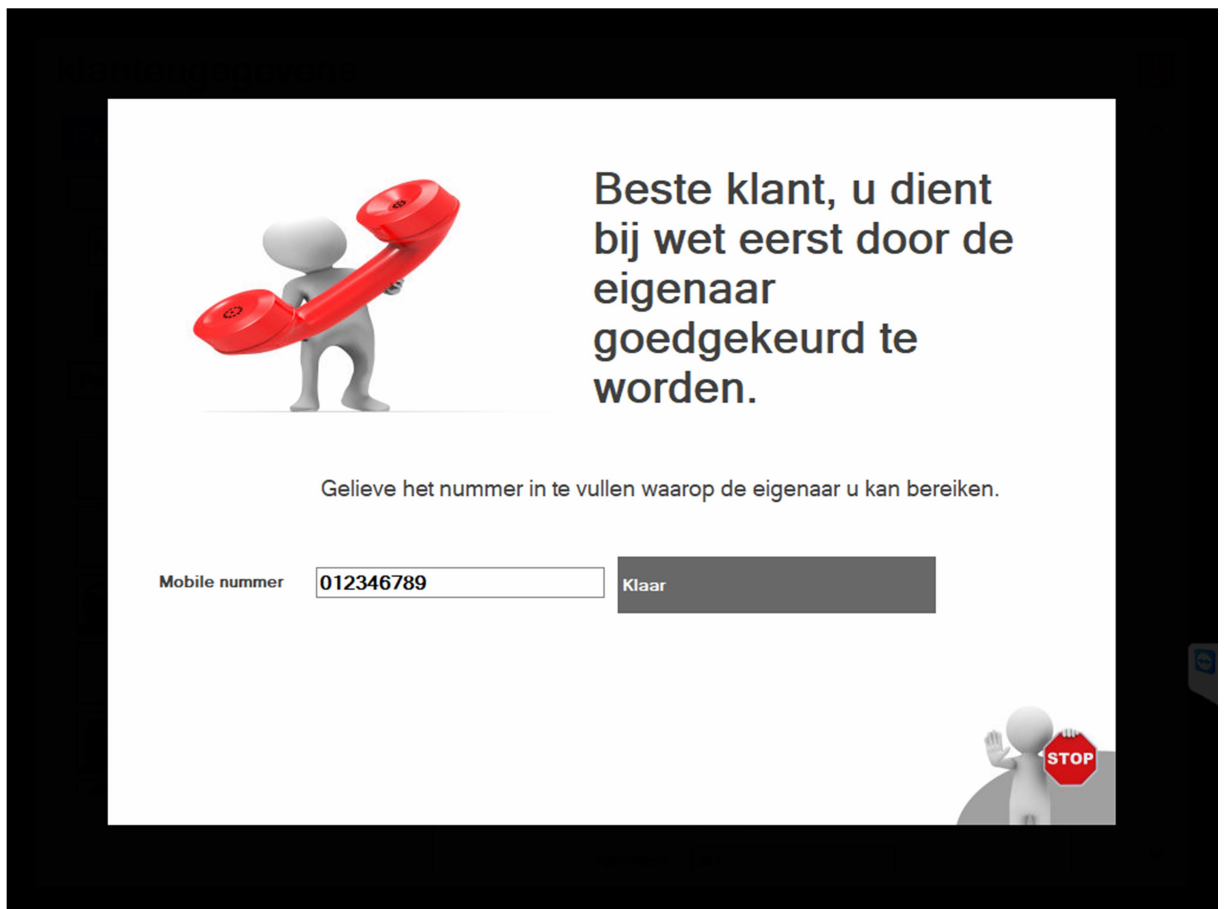 klantengegevens
Beste klant, u dient
bij wet eerst door de
eigenaar
goedgekeurd te
worden.
Gelieve het nummer in te vullen waarop de eigenaar u kan bereiken.
Mobile nummer
012346789
Klaar
STOP